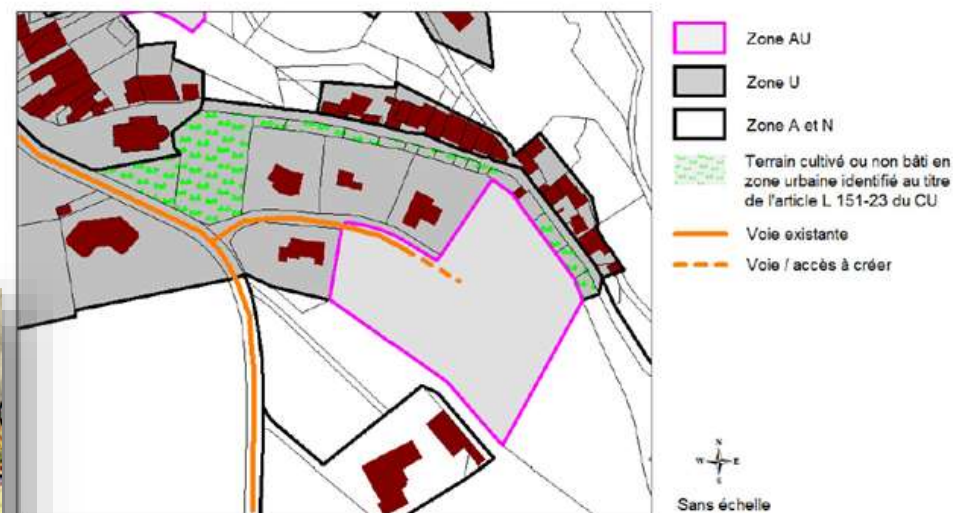 Zone AU
Zone U
Zone A et N
Terrain cultivé ou non bâti en
zone urbaine identifié au titre
de l'article L 151-23 du CU
Voie existante
Voie / accès à créer
N
W E
S
Sans échelle